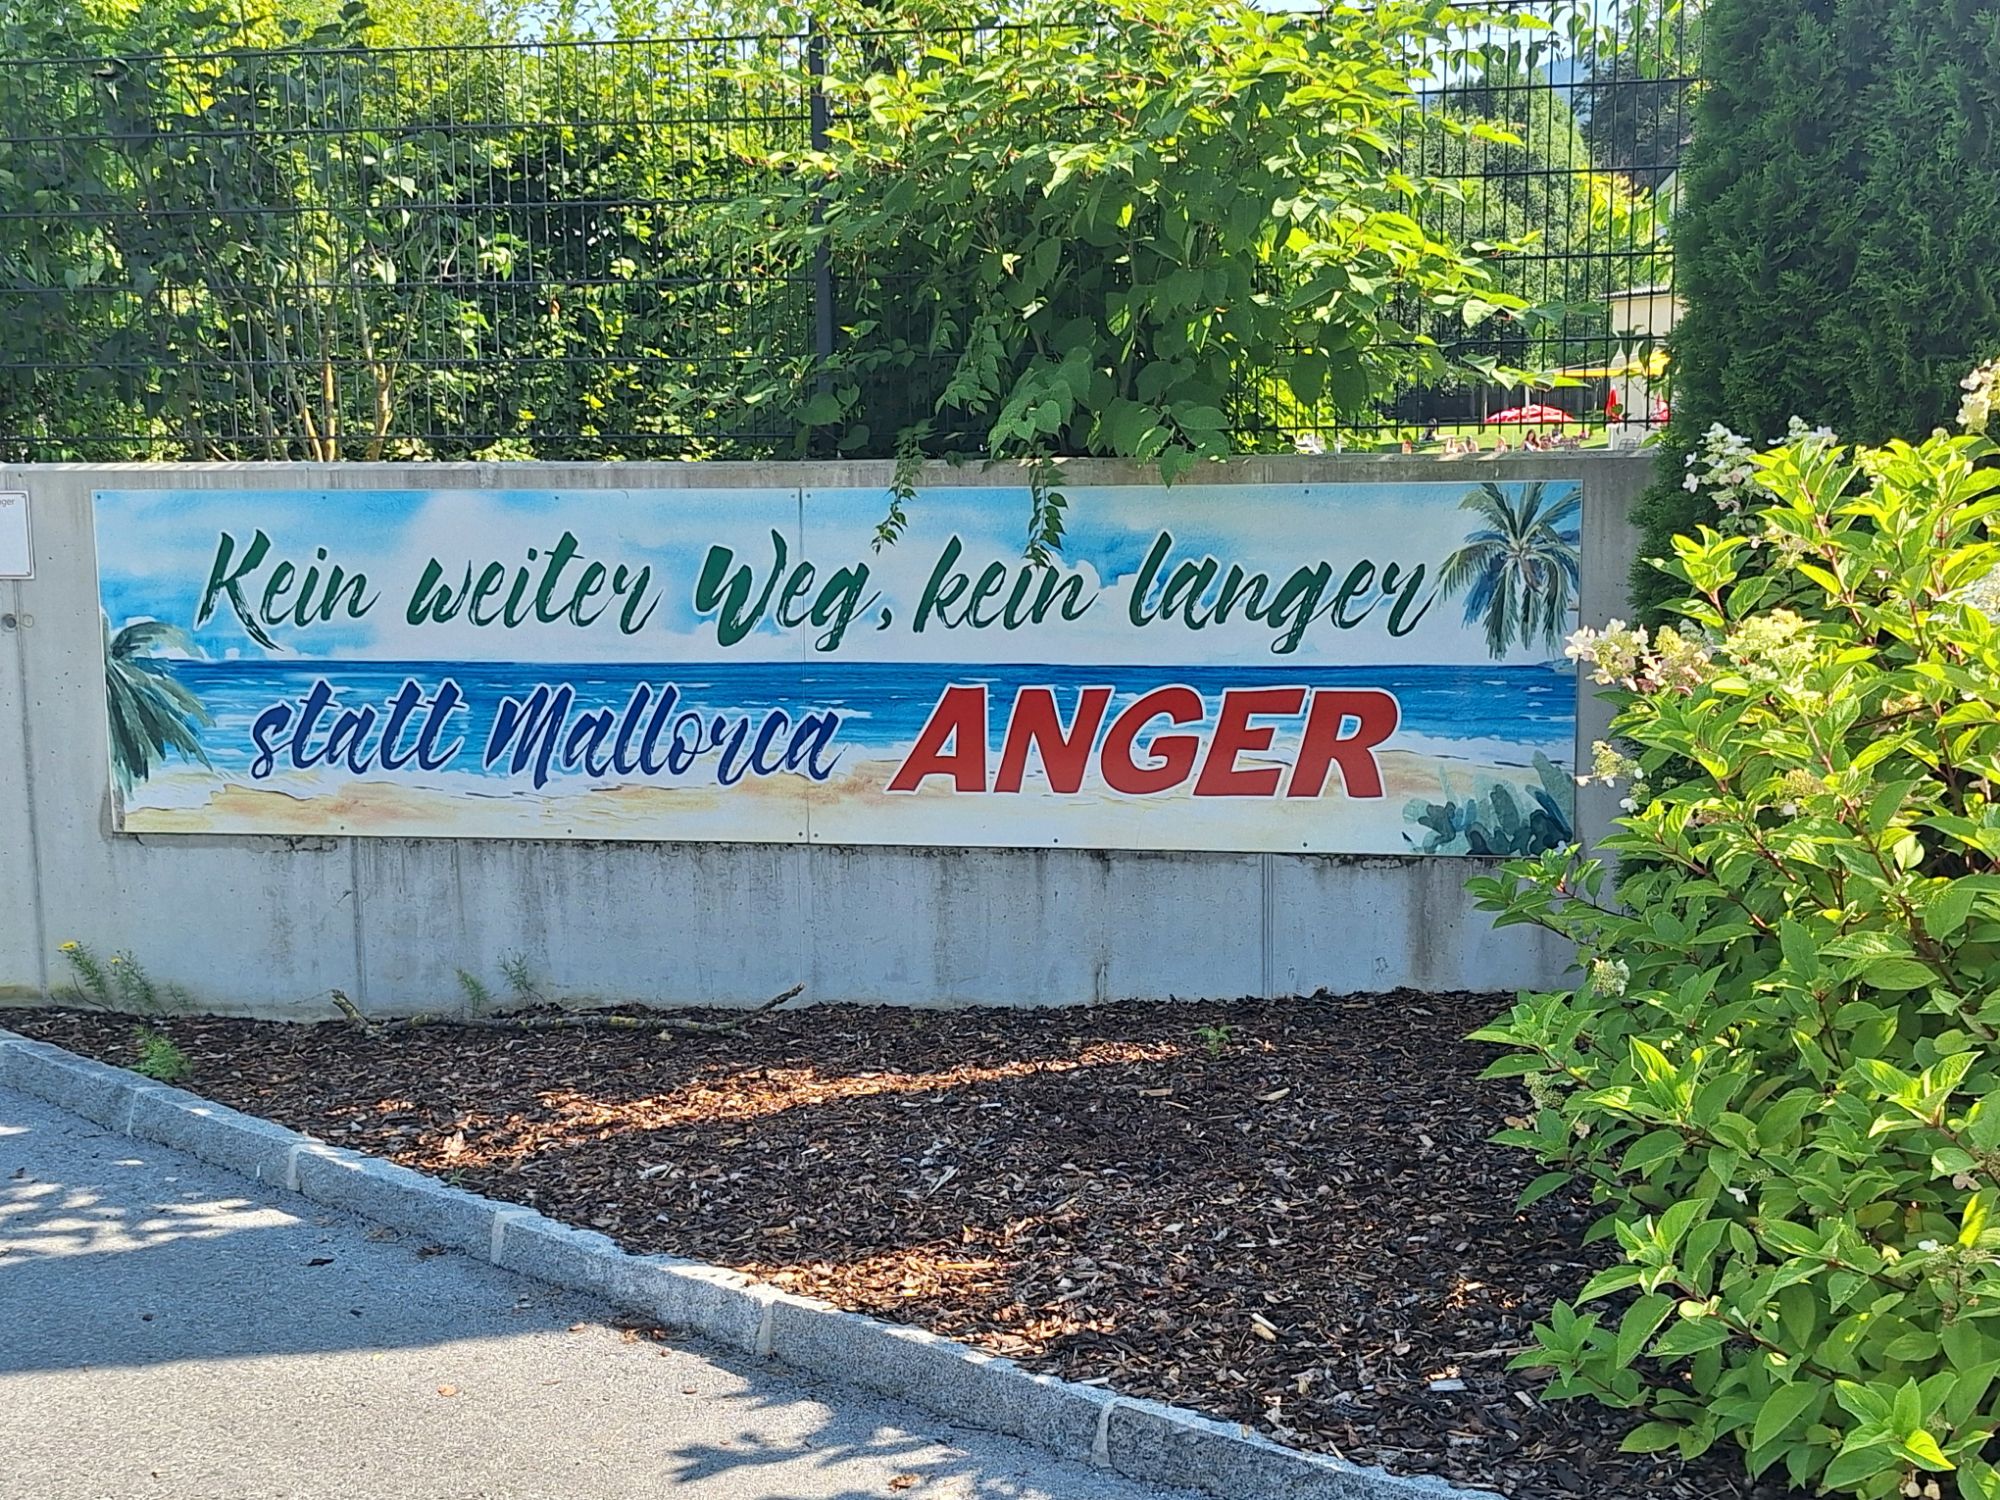 Kein weiter Weg, kein langer
statt Mallorca ANGER